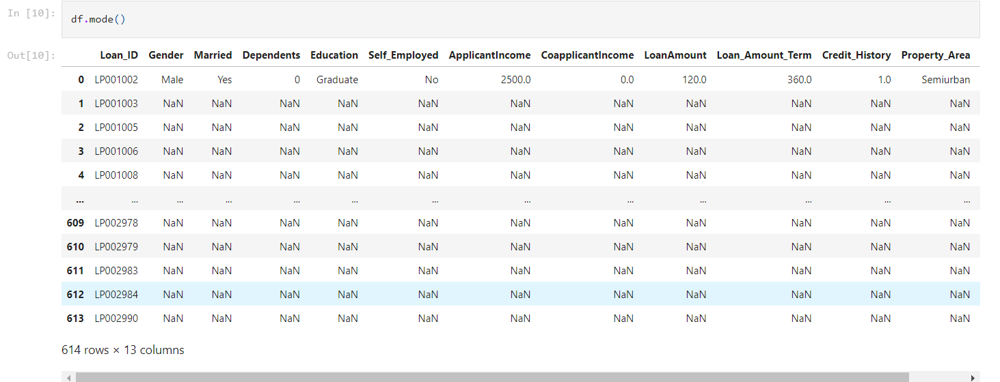 In [10]: df.mode()
Out[10]: Loan_ID Gender Married Dependents Education Self_Employed ApplicantIncome CoapplicantIncome LoanAmount Loan_Amount_Term Credit_History Property_Area
0 LP001002 Male Yes 0 Graduate No 2500.0 0.0 120.0 360.0 1.0 Semiurban
1 LP001003 NaN NaN NaN NaN NaN NaN NaN NaN NaN NaN NaN
2 LP001005 NaN NaN NaN NaN NaN NaN NaN NaN NaN NaN NaN
3 LP001006 NaN NaN NaN NaN NaN NaN NaN NaN NaN NaN NaN
4 LP001008 NaN NaN NaN NaN NaN NaN NaN NaN NaN NaN NaN
... ... ... ... ... ... ... ... ... ... ... ... ...
609 LP002978 NaN NaN NaN NaN NaN NaN NaN NaN NaN NaN NaN
610 LP002979 NaN NaN NaN NaN NaN NaN NaN NaN NaN NaN NaN
611 LP002983 NaN NaN NaN NaN NaN NaN NaN NaN NaN NaN NaN
612 LP002984 NaN NaN NaN NaN NaN NaN NaN NaN NaN NaN NaN
613 LP002990 NaN NaN NaN NaN NaN NaN NaN NaN NaN NaN NaN
614 rows × 13 columns